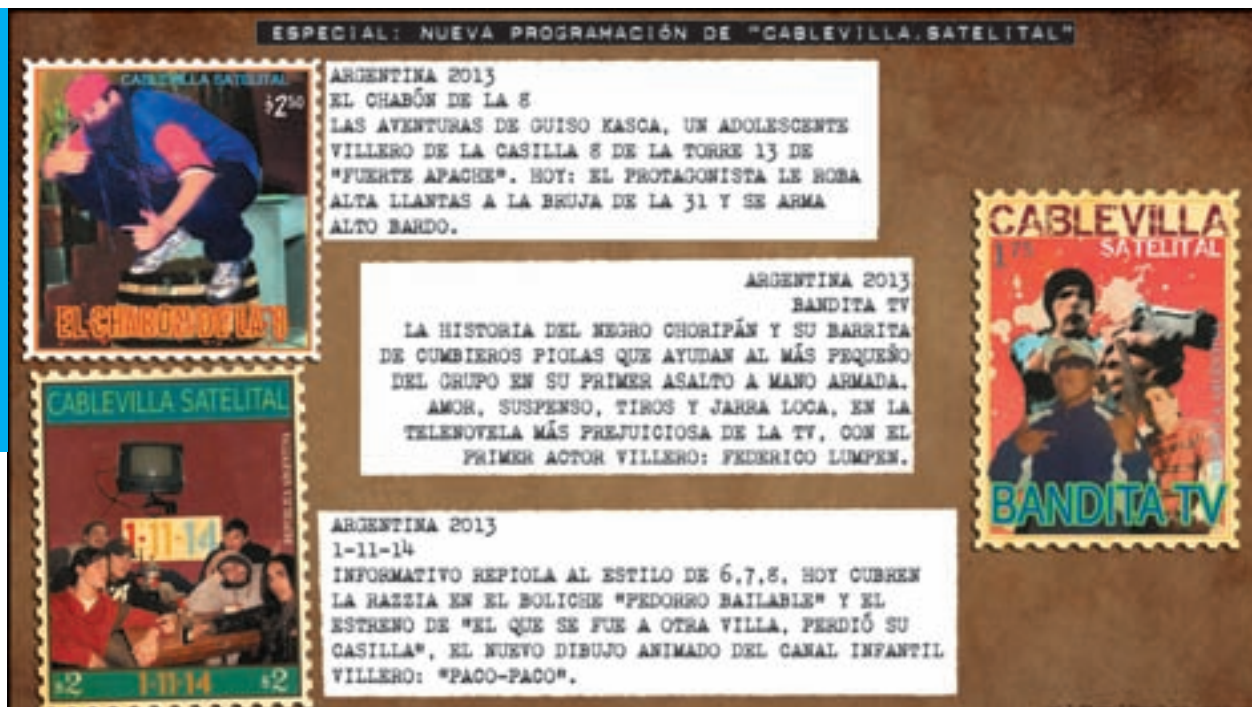 ESPECIAL: NUEVA PROGRAMACIÓN DE "CABLEVILLA.SATELITAL"
CABLEVILLA SATELITAL
$250
EL CHABÓN DE LA 8
ARGENTINA 2013
EL CHABÓN DE LA 8
LAS AVENTURAS DE GUISO KASCA, UN ADOLESCENTE
VILLERO DE LA CASILLA 8 DE LA TORRE 13 DE
"FUERTE APACHE". HOY: EL PROTAGONISTA LE ROBA
ALTA LLANTAS A LA BRUJA DE LA 31 Y SE ARMA
ALTO BARDO.
ARGENTINA 2013
BANDITA TV
LA HISTORIA DEL NEGRO CHORIPÁN Y SU BARRITA
DE CUMBIEROS PIOLAS QUE AYUDAN AL MÁS PEQUEÑO
DEL GRUPO EN SU PRIMER ASALTO A MANO ARMADA.
AMOR, SUSPENSO, TIROS Y JARRA LOCA, EN LA
TELENOVELA MÁS PREJUICIOSA DE LA TV, CON EL
PRIMER ACTOR VILLERO: FEDERICO LUMPEN.
CABLEVILLA
SATELITAL
1 75
BANDITA TV
CABLEVILLA SATELITAL
1-11-14
$2 1-11-14 $2
ARGENTINA 2013
1-11-14
INFORMATIVO REPIOLA AL ESTILO DE 6,7,8, HOY CUBREN
LA RAZZIA EN EL BOLICHE "PEDORRO BAILABLE" Y EL
ESTRENO DE "EL QUE SE FUE A OTRA VILLA, PERDIÓ SU
CASILLA", EL NUEVO DIBUJO ANIMADO DEL CANAL INFANTIL
VILLERO: "PACO-PACO".